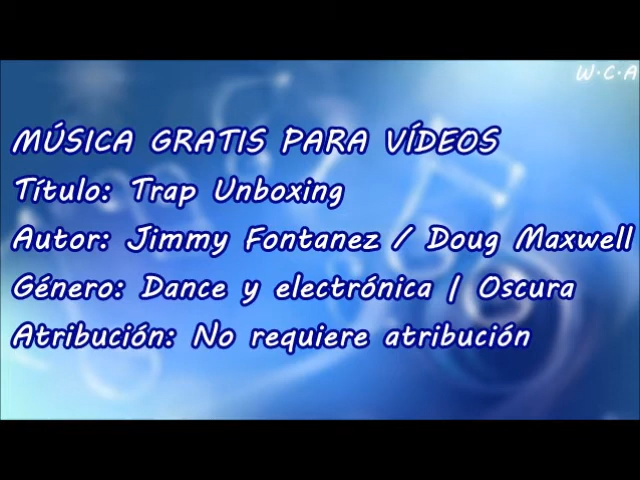 W.C.A
MÚSICA GRATIS PARA VÍDEOS
Título: Trap Unboxing
Autor: Jimmy Fontanez / Doug Maxwell
Género: Dance y electrónica | Oscura
Atribución: No requiere atribución